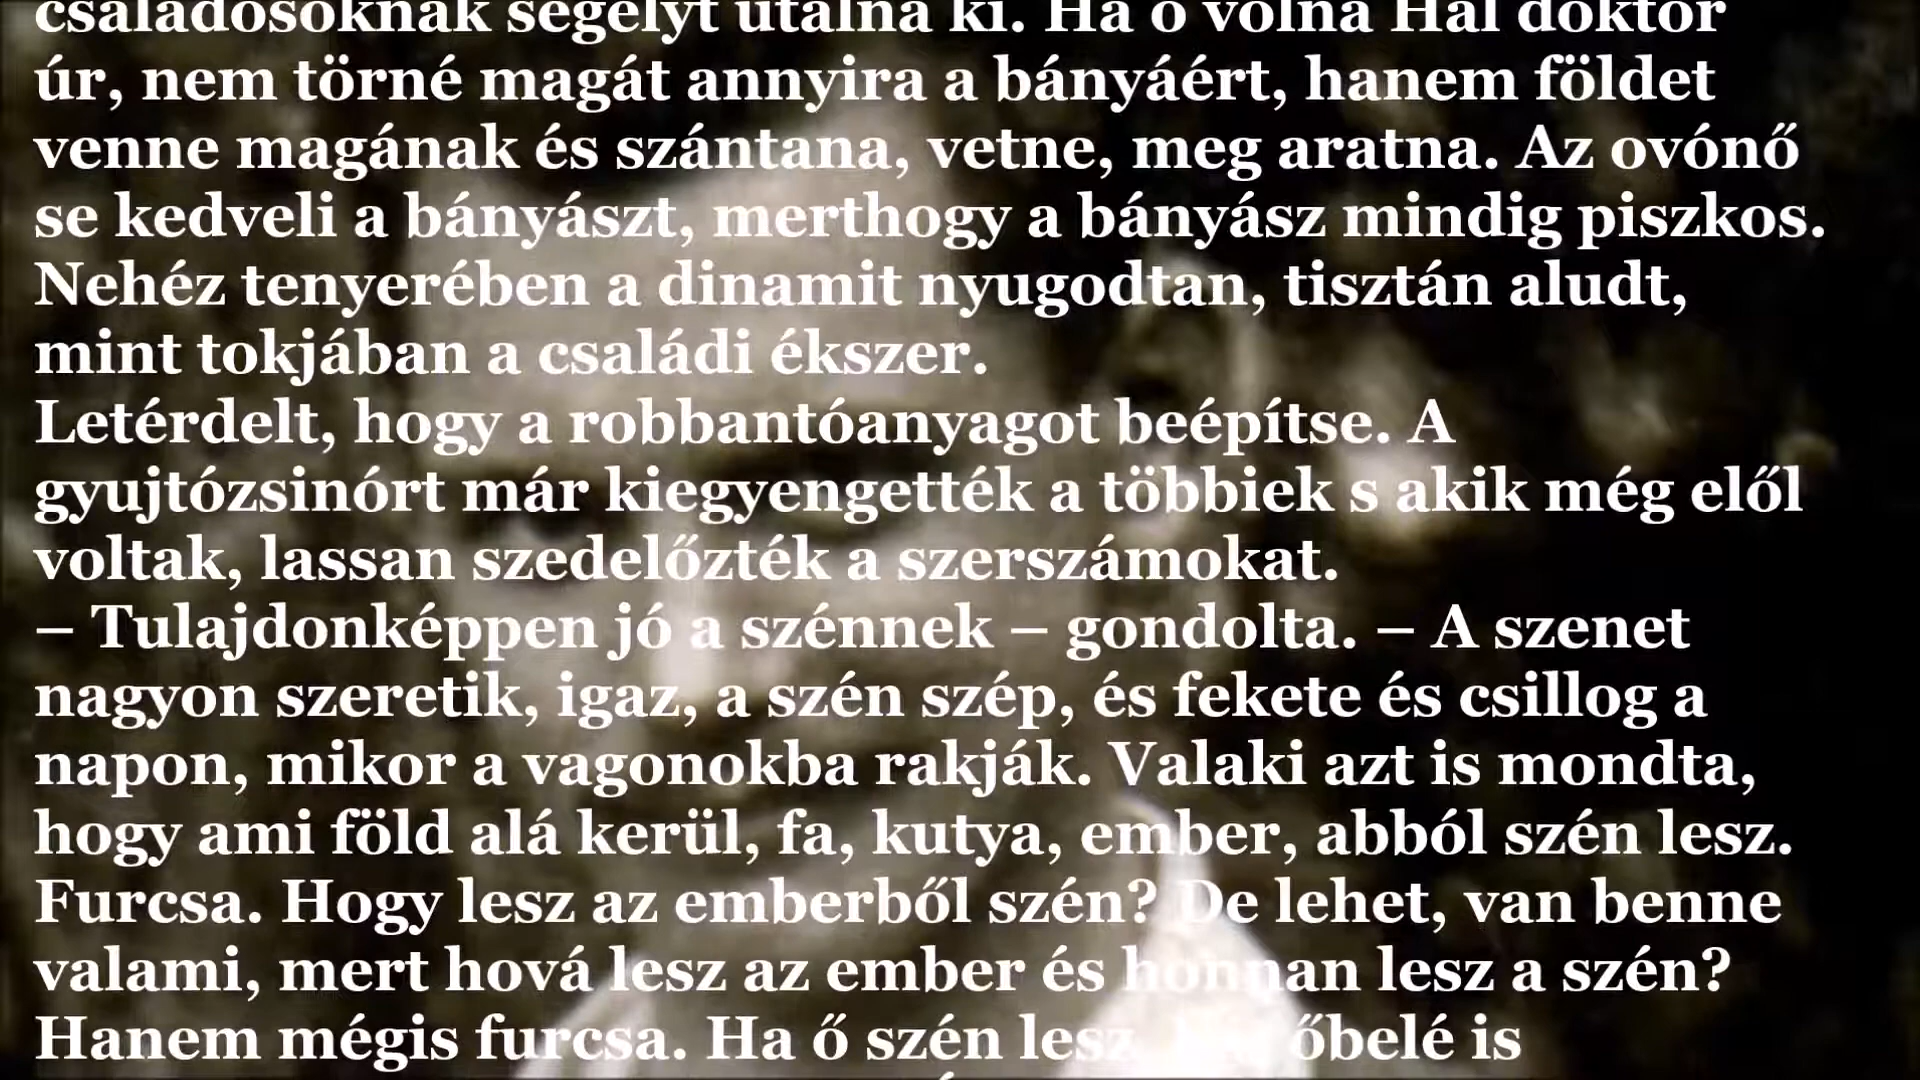 családosoknak segélyt utalna ki. Ha ő volna Hal doktor
úr, nem törné magát annyira a bányáért, hanem földet
venne magának és szántana, vetne, meg aratna. Az ovónő
se kedveli a bányászt, merthogy a bányász mindig piszkos.
Nehéz tenyerében a dinamit nyugodtan, tisztán aludt,
mint tokjában a családi ékszer.
Letérdelt, hogy a robbantóanyagot beépítse. A
gyujtózsinórt már kiegyengették a többiek s akik még elől
voltak, lassan szedelőzték a szerszámokat.
– Tulajdonképpen jó a szénnek – gondolta. – A szenet
nagyon szeretik, igaz, a szén szép, és fekete és csillog a
napon, mikor a vagonokba rakják. Valaki azt is mondta,
hogy ami föld alá kerül, fa, kutya, ember, abból szén lesz.
Furcsa. Hogy lesz az emberből szén? De lehet, van benne
valami, mert hová lesz az ember és honnan lesz a szén?
Hanem mégis furcsa. Ha ő szén lesz őbelé is